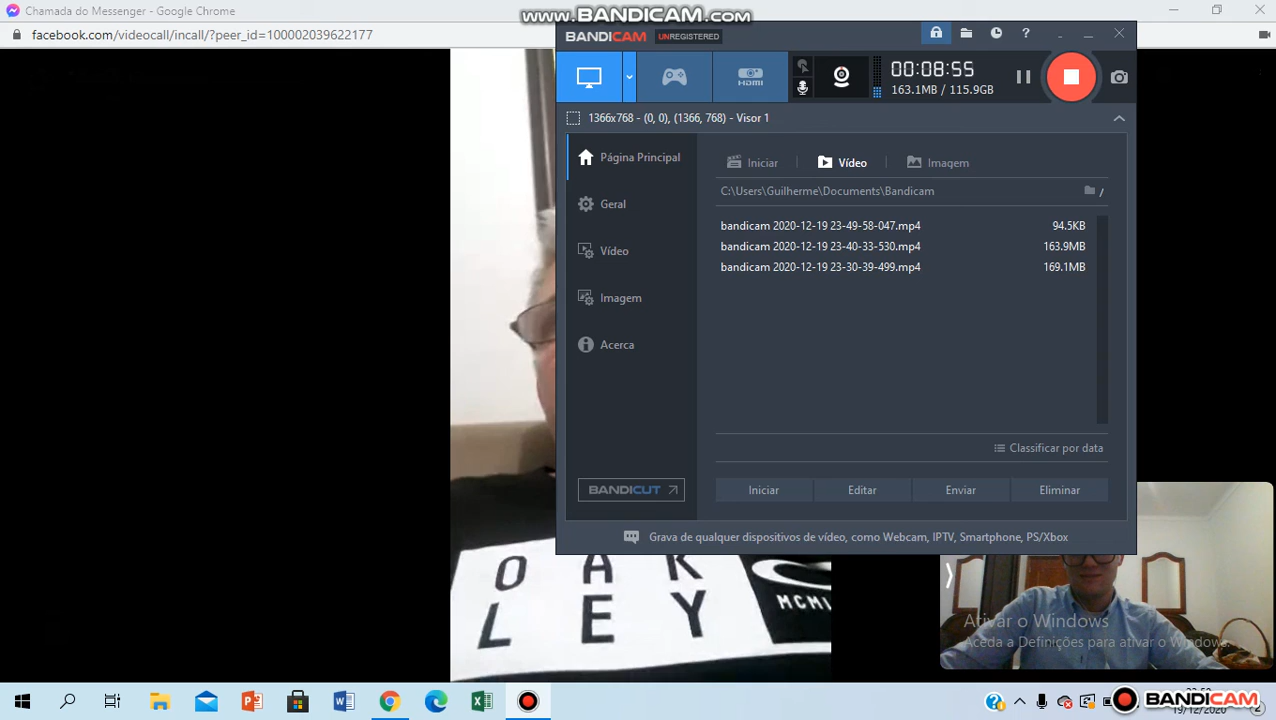 Chamada do Messenger - Google Chrome
www.BANDICAM.com
facebook.com/videocall/incall/?peer_id=100002039622177
BANDICAM UNREGISTERED
?
HDMI
00:08:55
163.1MB / 115.9GB
1366x768 - (0, 0), (1366, 768) - Visor 1
Página Principal
Geral
Vídeo
Imagem
Acerca
BANDICUT
Iniciar
Vídeo
Imagem
C:\Users\Guilherme\Documents\Bandicam
/
bandicam 2020-12-19 23-49-58-047.mp4 94.5KB
bandicam 2020-12-19 23-40-33-530.mp4 163.9MB
bandicam 2020-12-19 23-30-39-499.mp4 169.1MB
Classificar por data
Iniciar
Editar
Enviar
Eliminar
Grava de qualquer dispositivos de vídeo, como Webcam, IPTV, Smartphone, PS/Xbox
O A K
L E Y
Ativar o Windows
Aceda a Definições para ativar o Windows.
19/12/2020
BANDICAM